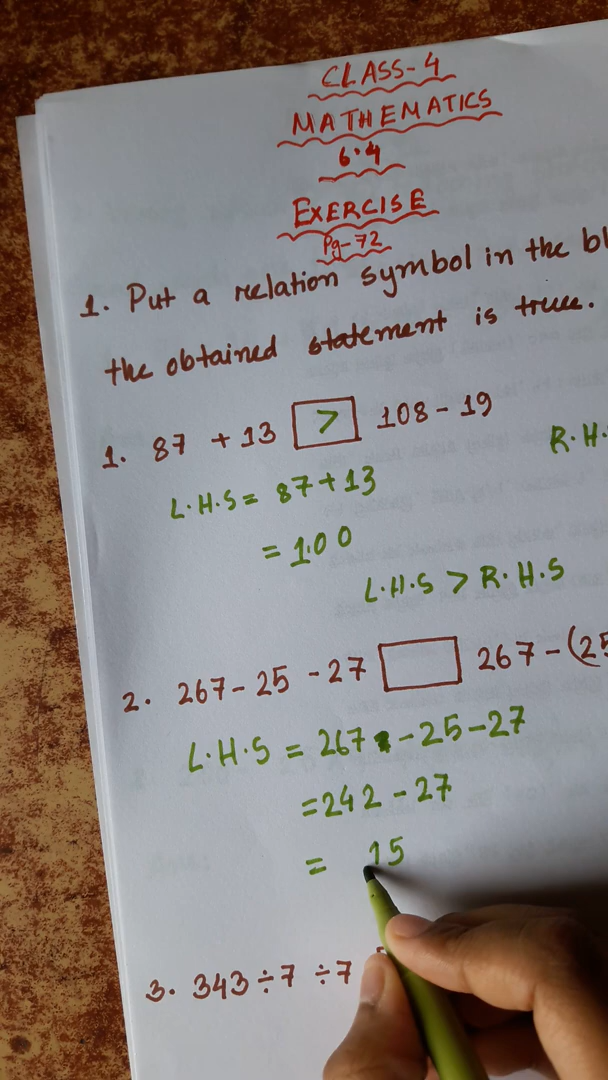 CLASS-4
MATHEMATICS
6.4
EXERCISE
Pg-72
1. Put a relation symbol in the
the obtained statement is true.
1. 87 + 13 > 108 - 19
R.H.
L.H.S = 87 + 13
= 100
L.H.S > R.H.S
2. 267 - 25 - 27 267 - (25
L.H.S = 267 - 25 - 27
= 242 - 27
= 15
3. 343 ÷ 7 ÷ 7